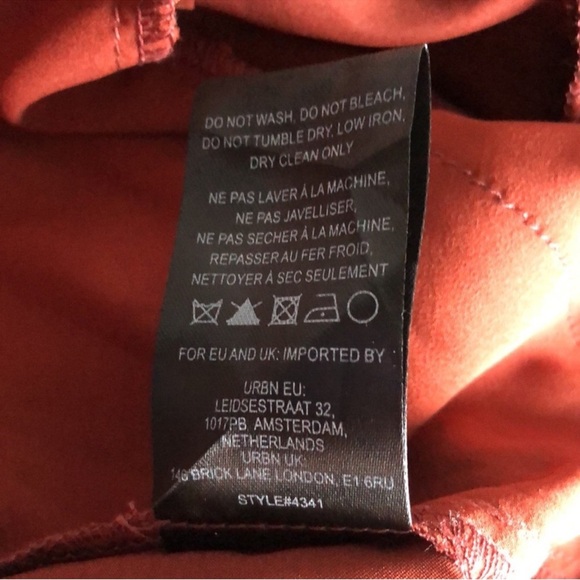 DO NOT WASH, DO NOT BLEACH,
DO NOT TUMBLE DRY, LOW IRON,
DRY CLEAN ONLY
NE PAS LAVER À LA MACHINE,
NE PAS JAVELLISER,
NE PAS SECHER À LA MACHINE,
REPASSER AU FER FROID,
NETTOYER À SEC SEULEMENT
FOR EU AND UK: IMPORTED BY
URBN EU:
LEIDSESTRAAT 32,
1017PB, AMSTERDAM,
NETHERLANDS
URBN UK:
146 BRICK LANE LONDON, E1 6RU
STYLE#4341